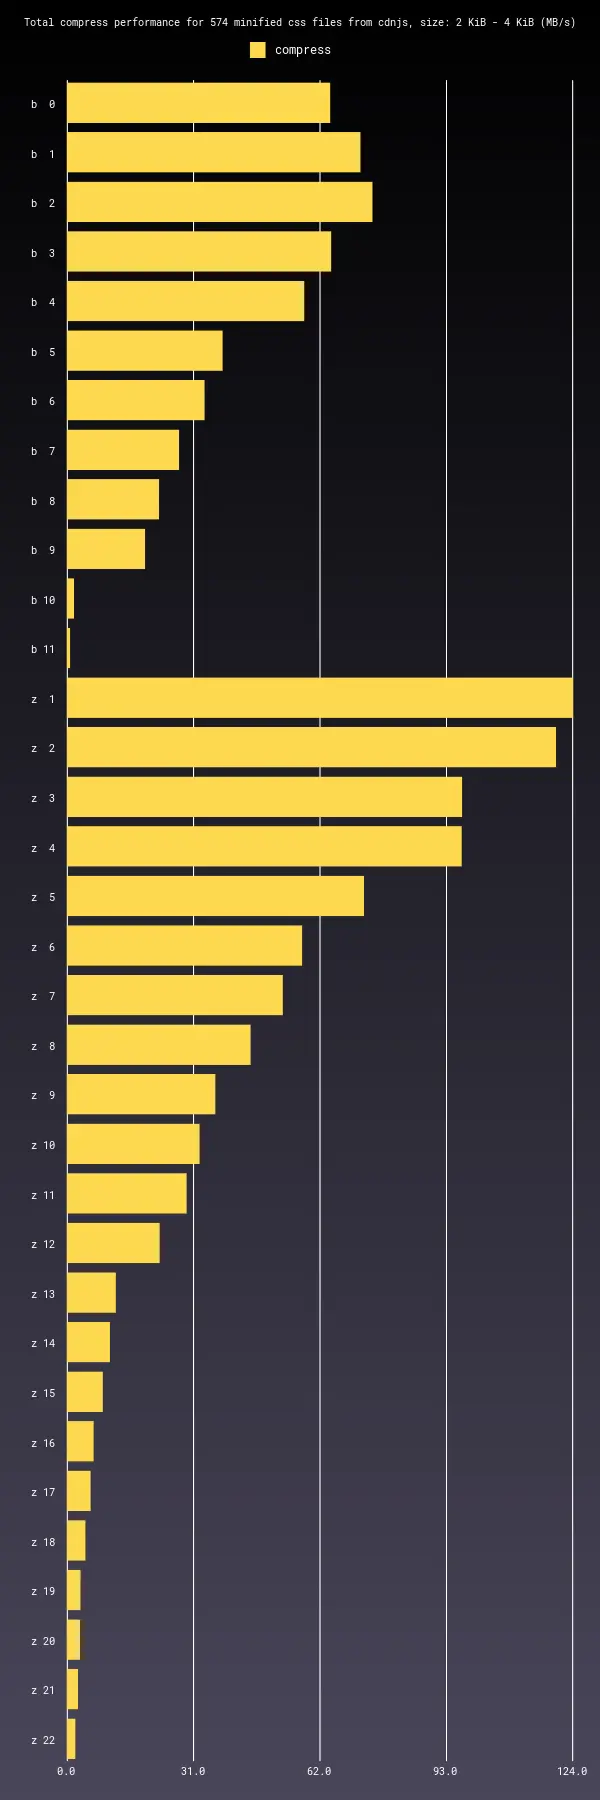 Total compress performance for 574 minified css files from cdnjs, size: 2 KiB - 4 KiB (MB/s)
compress
b 0
b 1
b 2
b 3
b 4
b 5
b 6
b 7
b 8
b 9
b 10
b 11
z 1
z 2
z 3
z 4
z 5
z 6
z 7
z 8
z 9
z 10
z 11
z 12
z 13
z 14
z 15
z 16
z 17
z 18
z 19
z 20
z 21
z 22
0.0 31.0 62.0 93.0 124.0